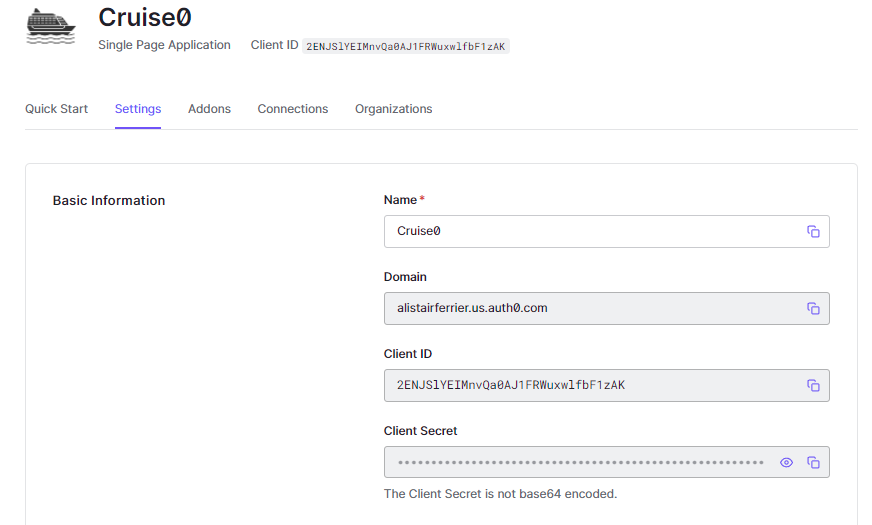 Cruise0
Single Page Application Client ID 2ENJSlYEIMnvQa0AJ1FRWuxwlfbF1zAK
Quick Start Settings Addons Connections Organizations
Basic Information
Name *
Cruise0
Domain
alistairferrier.us.auth0.com
Client ID
2ENJSlYEIMnvQa0AJ1FRWuxwlfbF1zAK
Client Secret
The Client Secret is not base64 encoded.